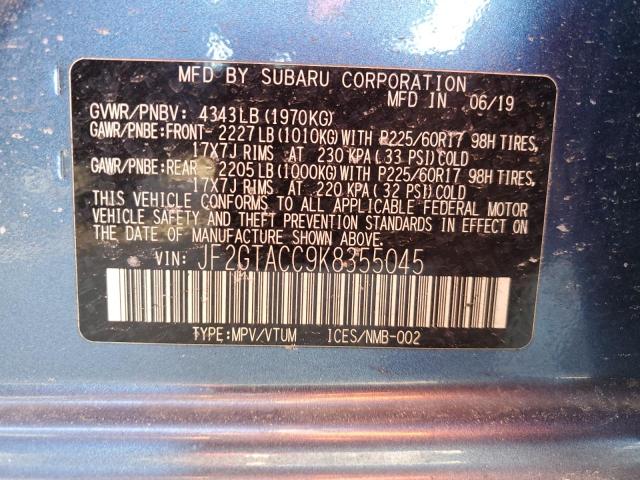 MFD BY SUBARU CORPORATION
MFD IN 06/19
GVWR/PNBV: 4343LB (1970KG)
GAWR/PNBE:FRONT-2227LB(1010KG)WITH P225/60R17 98H TIRES,
17X7J RIMS AT 230 KPA(33 PSI)COLD
GAWR/PNBE:REAR -2205LB(1000KG)WITH P225/60R17 98H TIRES,
17X7J RIMS AT 220 KPA(32 PSI)COLD
THIS VEHICLE CONFORMS TO ALL APPLICABLE FEDERAL MOTOR
VEHICLE SAFETY AND THEFT PREVENTION STANDARDS IN EFFECT ON
THE DATE OF MANUFACTURE SHOWN ABOVE.
VIN: JF2GTACC9K8355045
TYPE:MPV/VTUM ICES/NMB-002